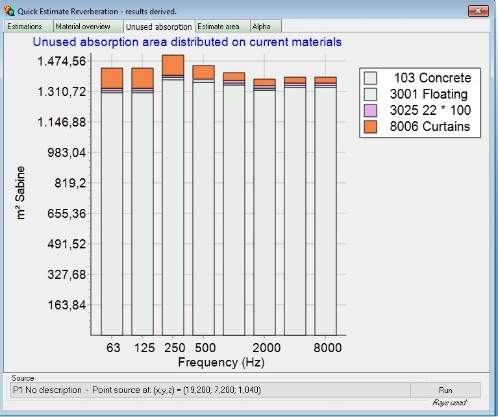 Quick Estimate Reverberation - results derived.
Estimations Material overview Unused absorption Estimate area Alpha
Unused absorption area distributed on current materials
1.474,56
1.310,72
1.146,88
983,04
819,2
655,36
491,52
327,68
163,84
m² Sabine
63 125 250 500 2000 8000
Frequency (Hz)
103 Concrete
3001 Floating
3025 22 * 100
8006 Curtains
Source
P1 No description - Point source at: (x,y,z) = (19,200; 7,200; 1,040)
Run
Rays used